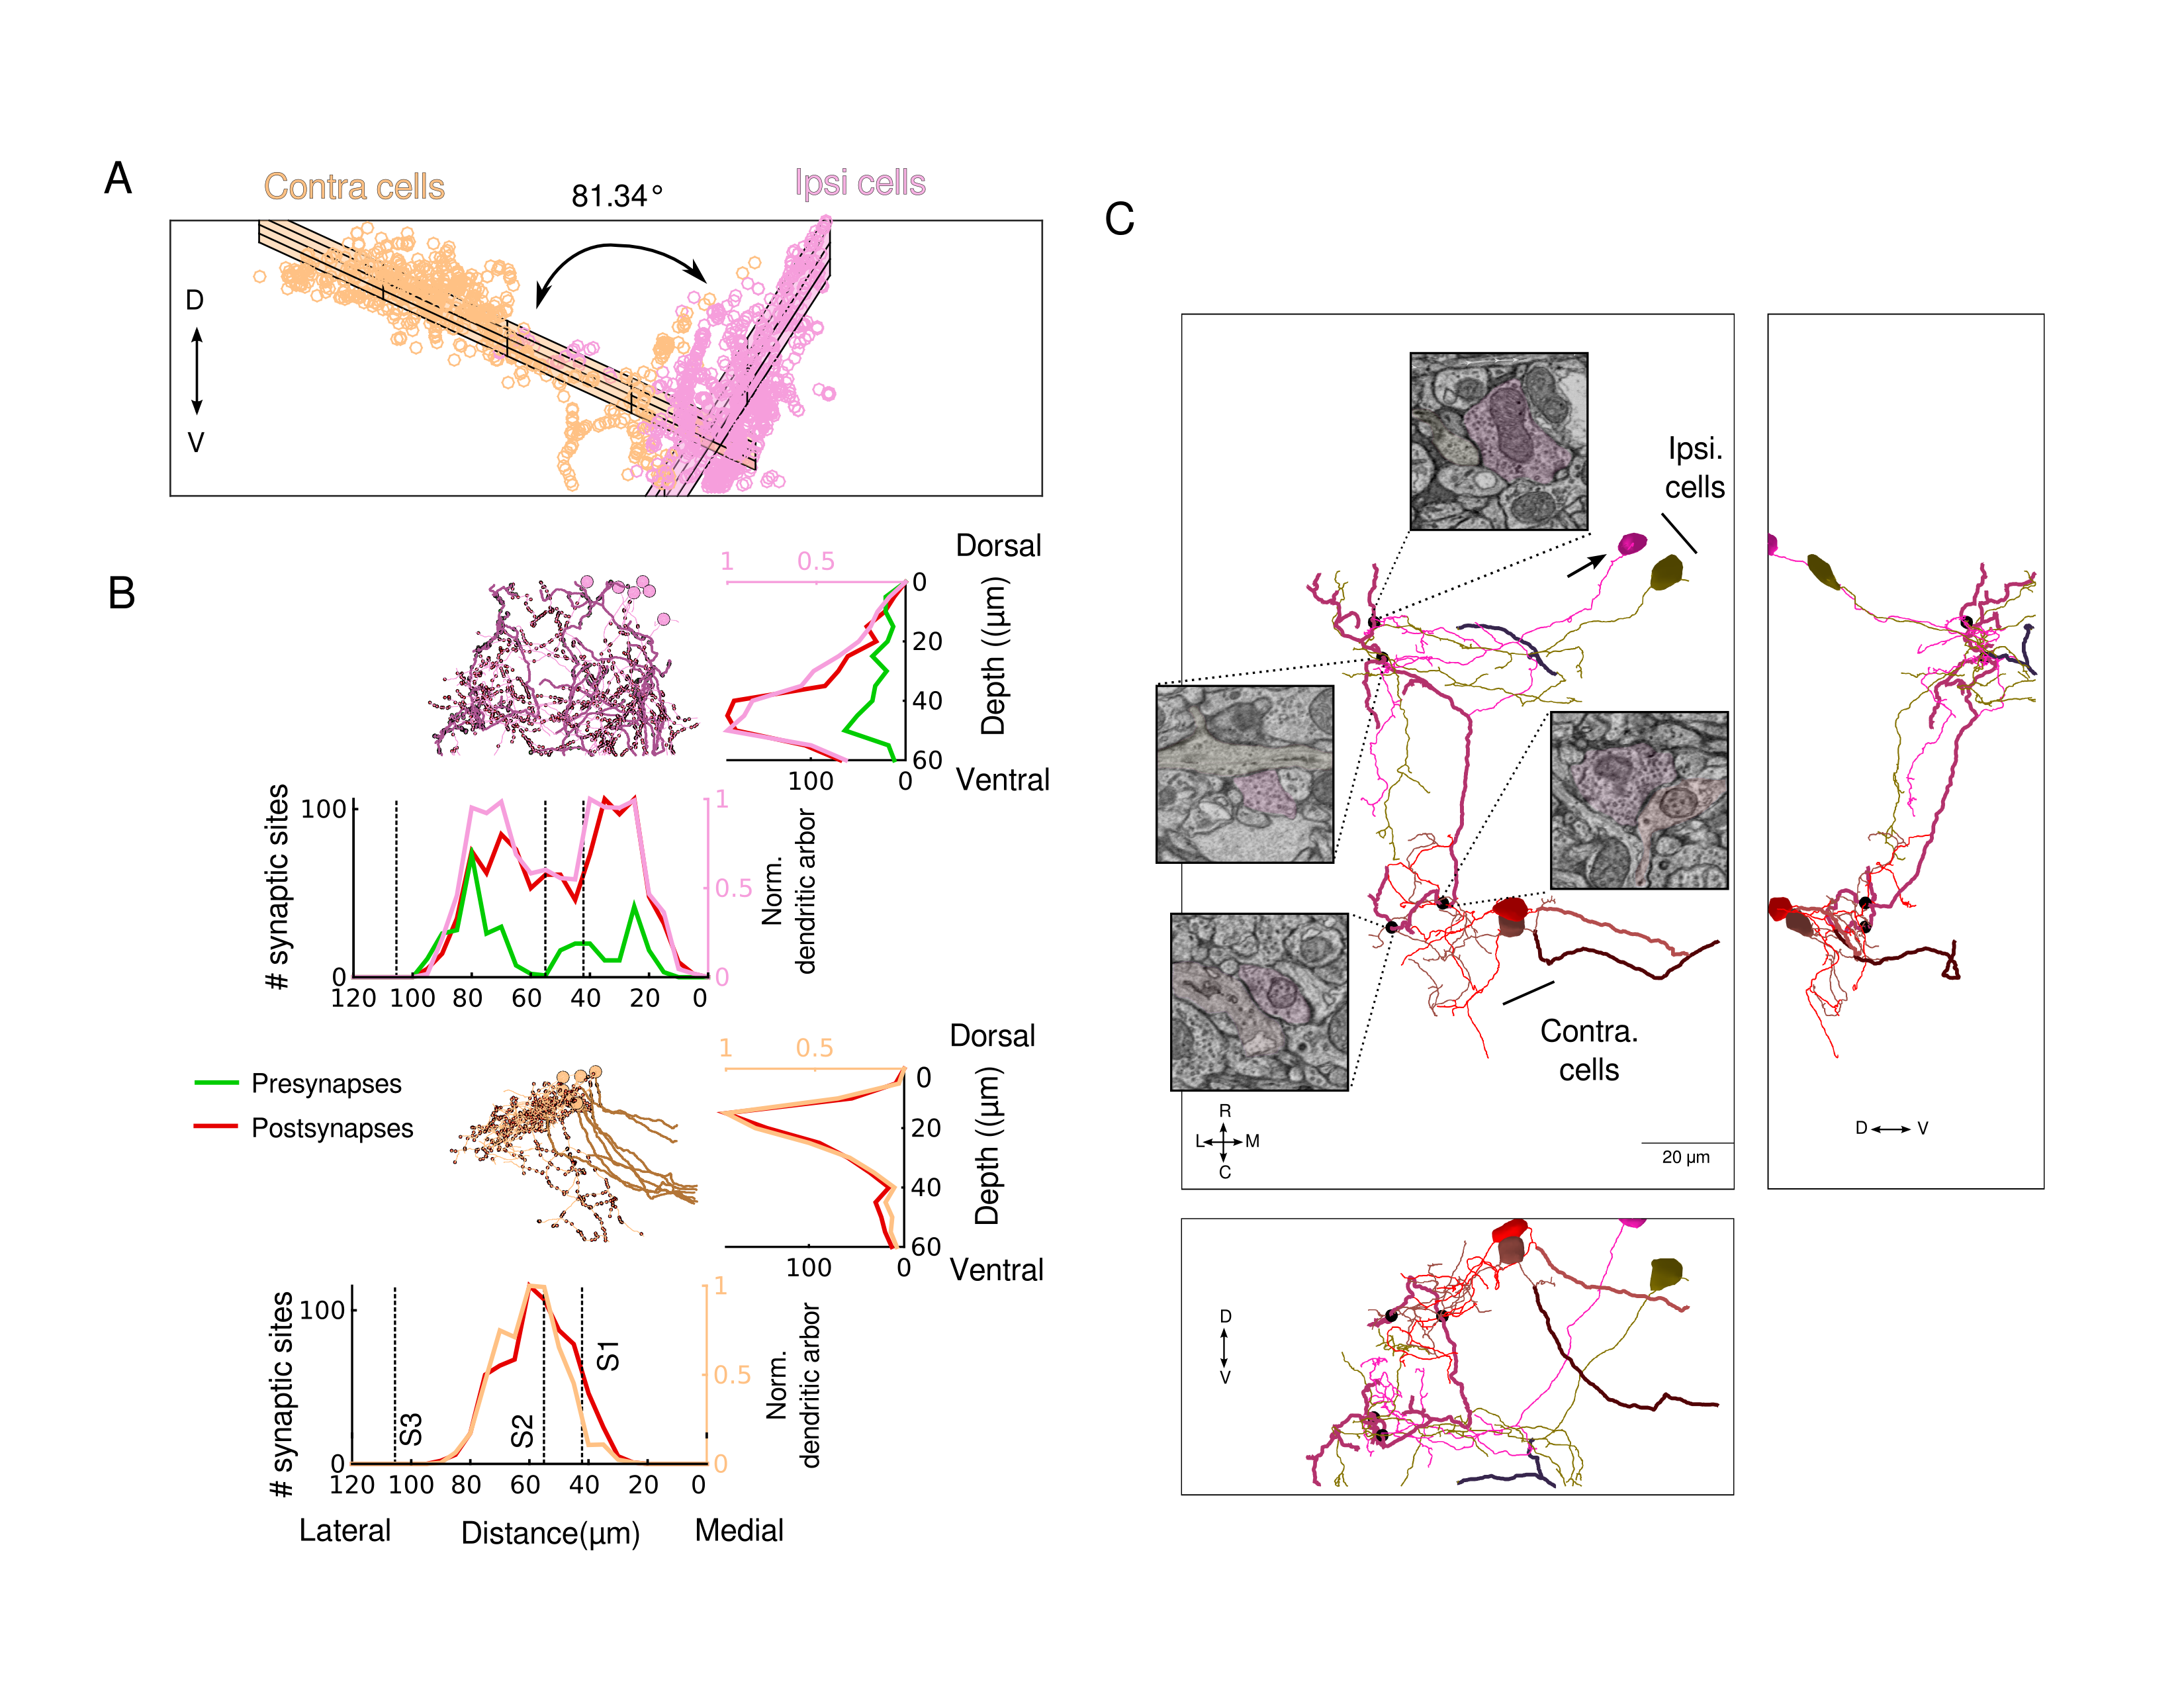 A
Contra cells
81.34°
Ipsi cells
D
V
B
Dorsal
1
0.5
0
20
40
60
Depth ((µm)
100
0
Ventral
# synaptic sites
100
0
1
0.5
0
Norm.
dendritic arbor
120 100 80 60 40 20 0
Presynapses
Postsynapses
Dorsal
1
0.5
0
20
40
60
Depth ((µm)
100
0
Ventral
# synaptic sites
100
0
S3
S2
S1
1
0.5
0
Norm.
dendritic arbor
120 100 80 60 40 20 0
Lateral
Distance(µm)
Medial
C
Ipsi.
cells
Contra.
cells
R
L
M
C
20 µm
D
V
D
V